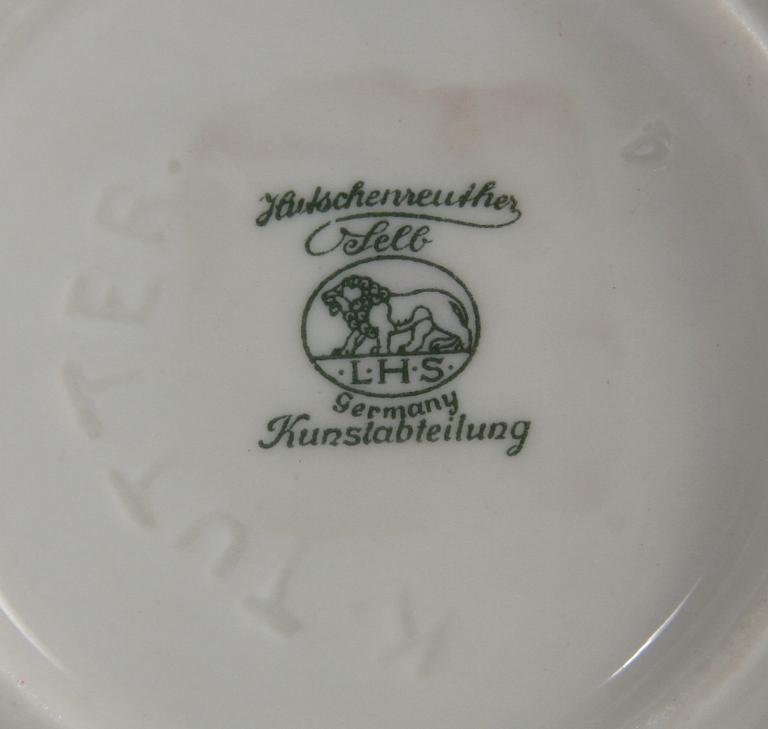 Hutschenreuther
Selb
·L·H·S·
Germany
Kunstabteilung
K·TUTTER.